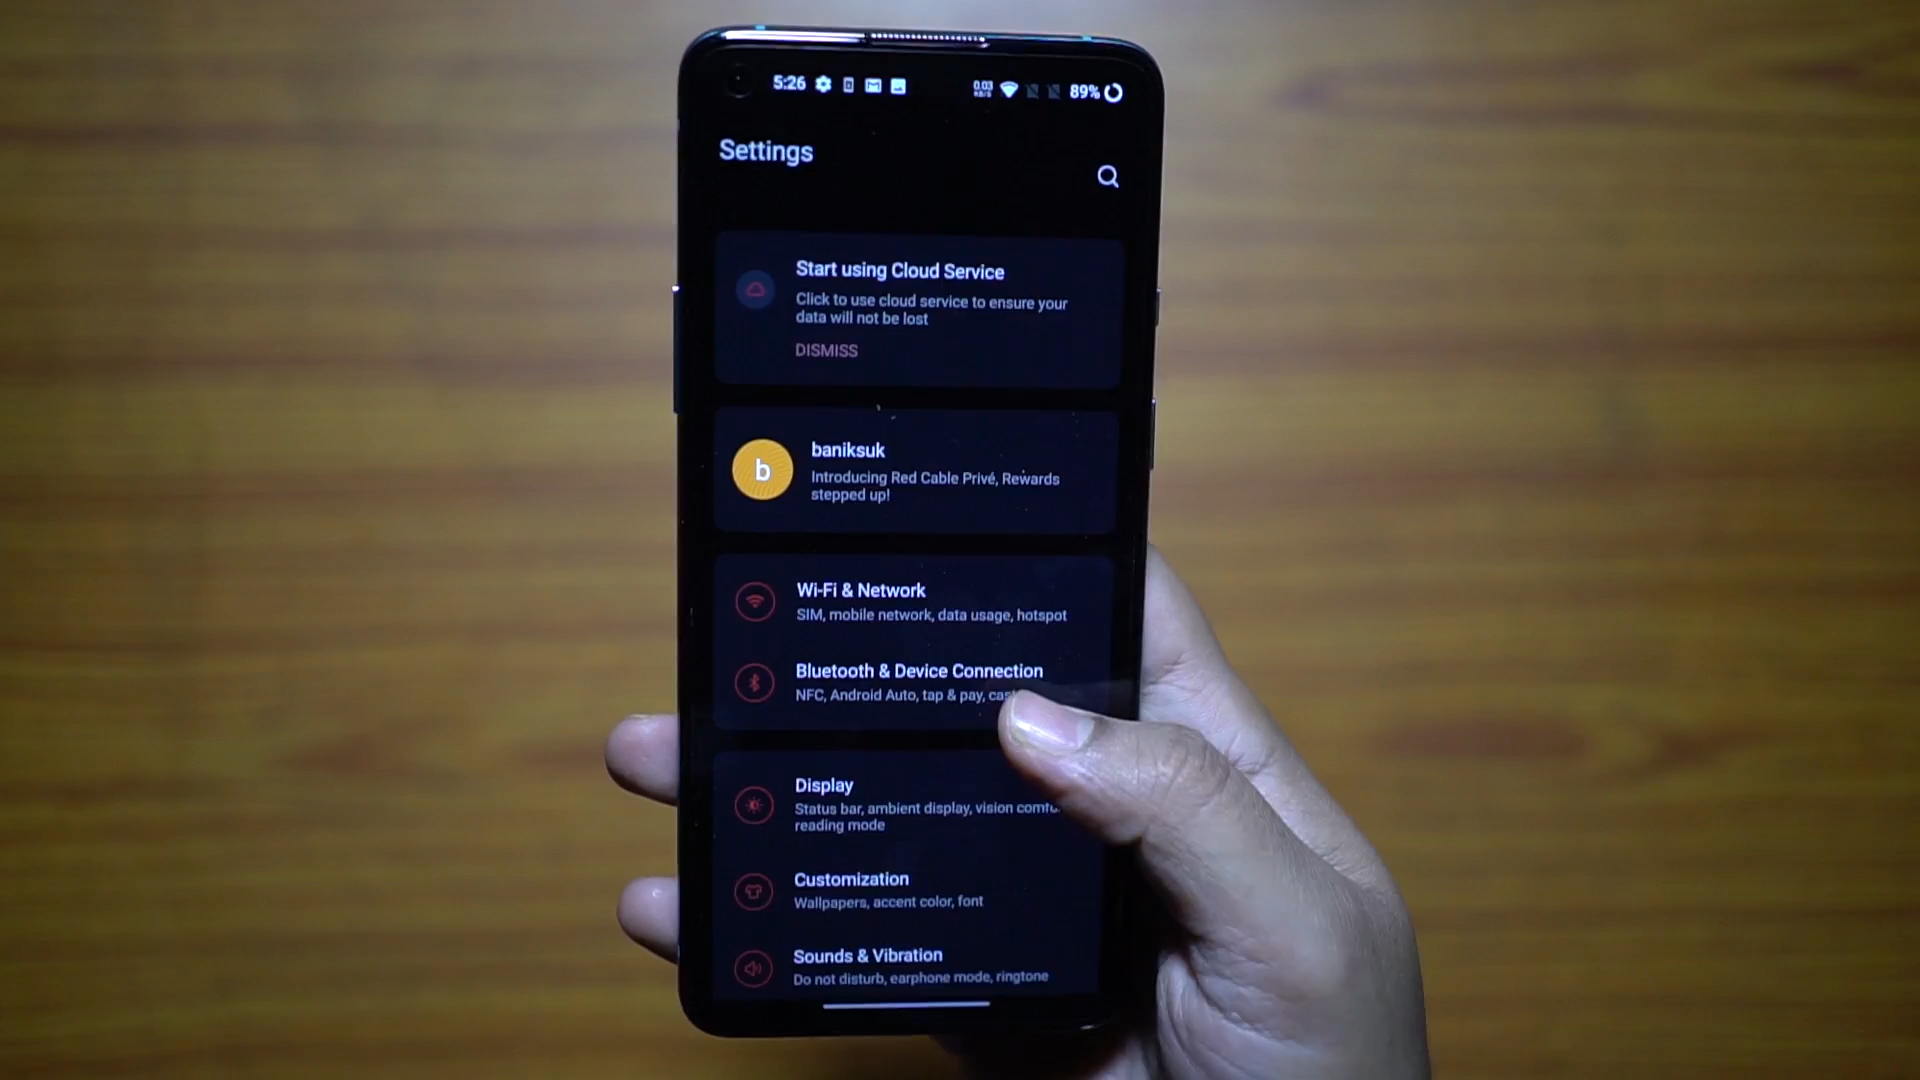 5:26
0.03
KB/S
89%
Settings
Start using Cloud Service
Click to use cloud service to ensure your
data will not be lost
DISMISS
b
baniksuk
Introducing Red Cable Privé, Rewards
stepped up!
Wi-Fi & Network
SIM, mobile network, data usage, hotspot
Bluetooth & Device Connection
NFC, Android Auto, tap & pay,
Display
Status bar, ambient display, vision
reading mode
Customization
Wallpapers, accent color, font
Sounds & Vibration
Do not disturb, earphone mode, ringtone